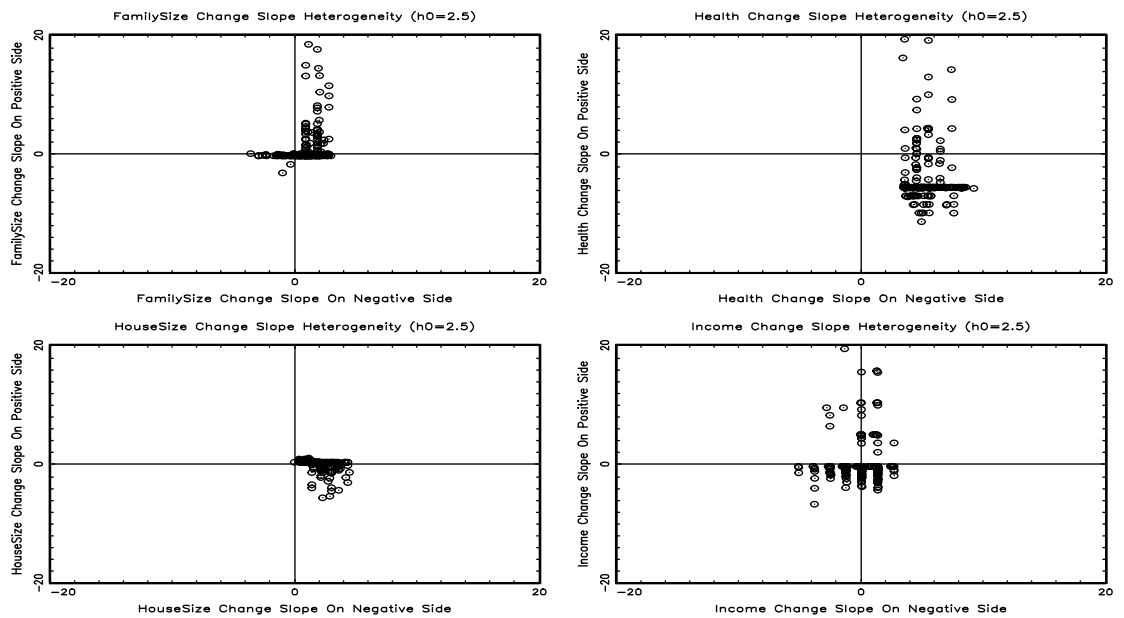 FamilySize Change Slope Heterogeneity (h0=2.5)
FamilySize Change Slope On Positive Side
20
0
-20
-20 0 20
FamilySize Change Slope On Negative Side
Health Change Slope Heterogeneity (h0=2.5)
Health Change Slope On Positive Side
20
0
-20
-20 0 20
Health Change Slope On Negative Side
HouseSize Change Slope Heterogeneity (h0=2.5)
HouseSize Change Slope On Positive Side
20
0
-20
-20 0 20
HouseSize Change Slope On Negative Side
Income Change Slope Heterogeneity (h0=2.5)
Income Change Slope On Positive Side
20
0
-20
-20 0 20
Income Change Slope On Negative Side